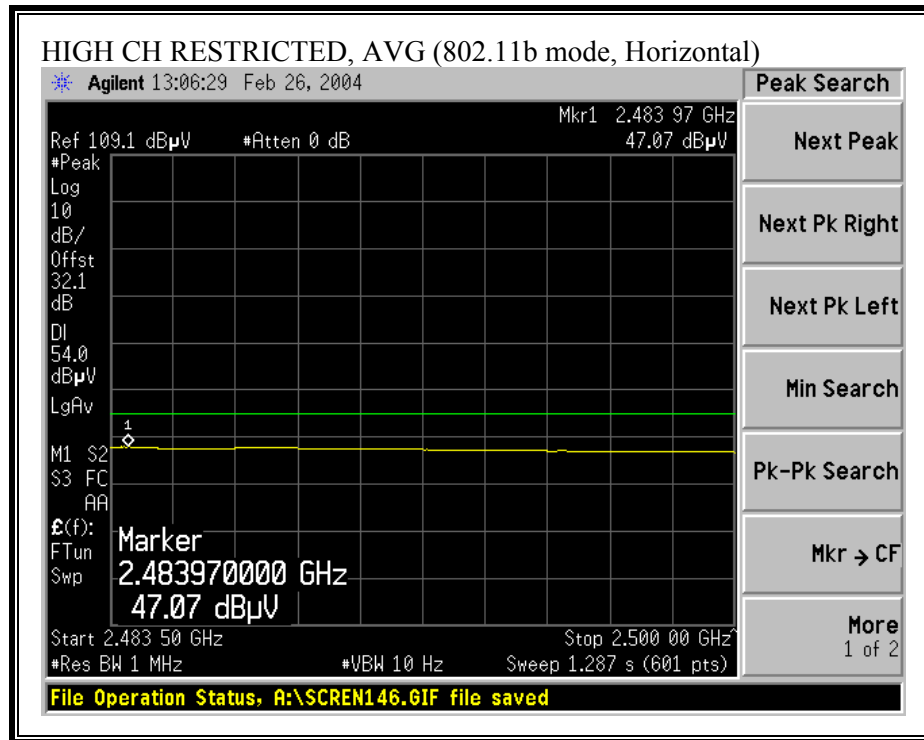 HIGH CH RESTRICTED, AVG (802.11b mode, Horizontal)
Agilent 13:06:29 Feb 26, 2004
Peak Search
Mkr1 2.483 97 GHz
Ref 109.1 dBµV #Atten 0 dB 47.07 dBµV
#Peak
Log
10
dB/
Offst
32.1
dB
DI
54.0
dBµV
LgAv
1
M1 S2
S3 FC
AA
£(f):
FTun
Swp
Marker
2.483970000 GHz
47.07 dBµV
Start 2.483 50 GHz Stop 2.500 00 GHz^
#Res BW 1 MHz #VBW 10 Hz Sweep 1.287 s (601 pts)
File Operation Status, A:\SCREN146.GIF file saved
Next Peak
Next Pk Right
Next Pk Left
Min Search
Pk-Pk Search
Mkr → CF
More
1 of 2